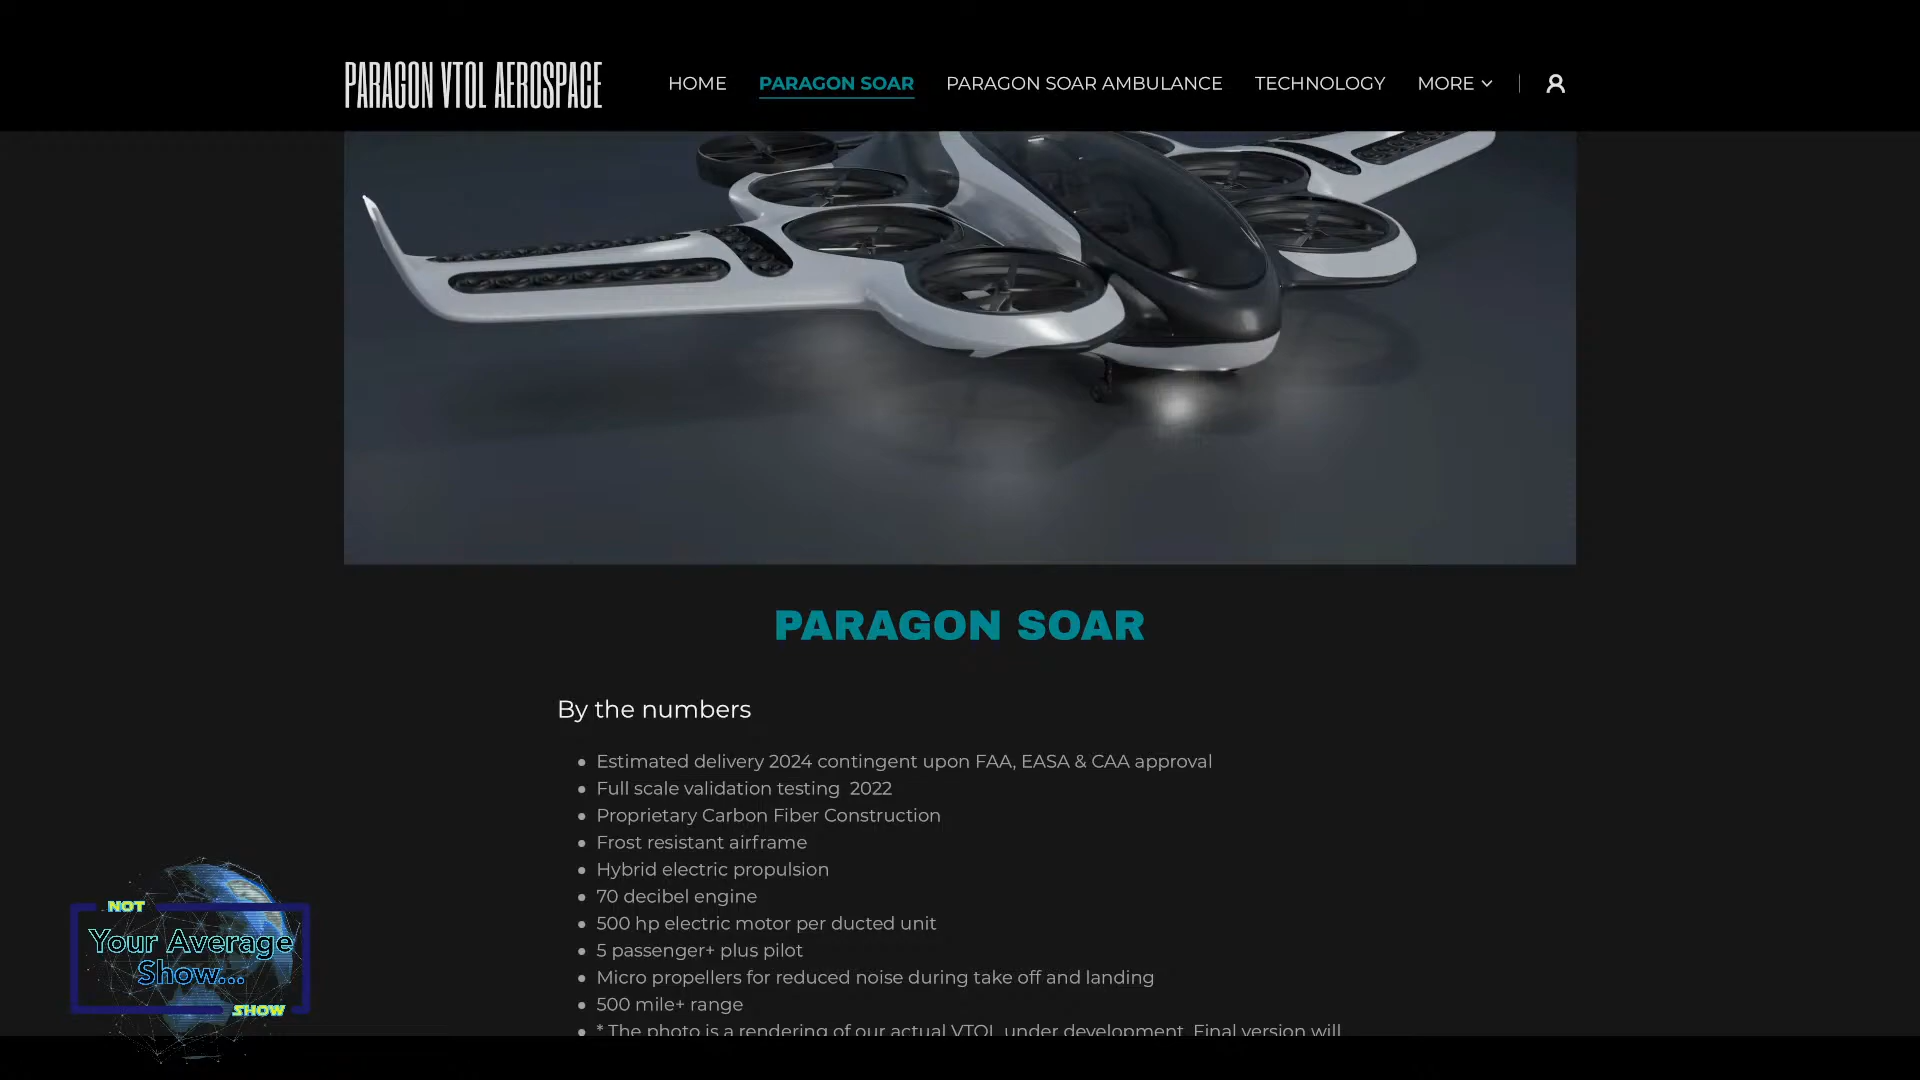 PARAGON VTOL AEROSPACE
HOME PARAGON SOAR PARAGON SOAR AMBULANCE TECHNOLOGY MORE
PARAGON SOAR
By the numbers
Estimated delivery 2024 contingent upon FAA, EASA & CAA approval
Full scale validation testing 2022
Proprietary Carbon Fiber Construction
Frost resistant airframe
Hybrid electric propulsion
70 decibel engine
500 hp electric motor per ducted unit
5 passenger+ plus pilot
Micro propellers for reduced noise during take off and landing
500 mile+ range
* The photo is a rendering of our actual VTOL under development. Final version will
NOT
Your Average
Show...
SHOW